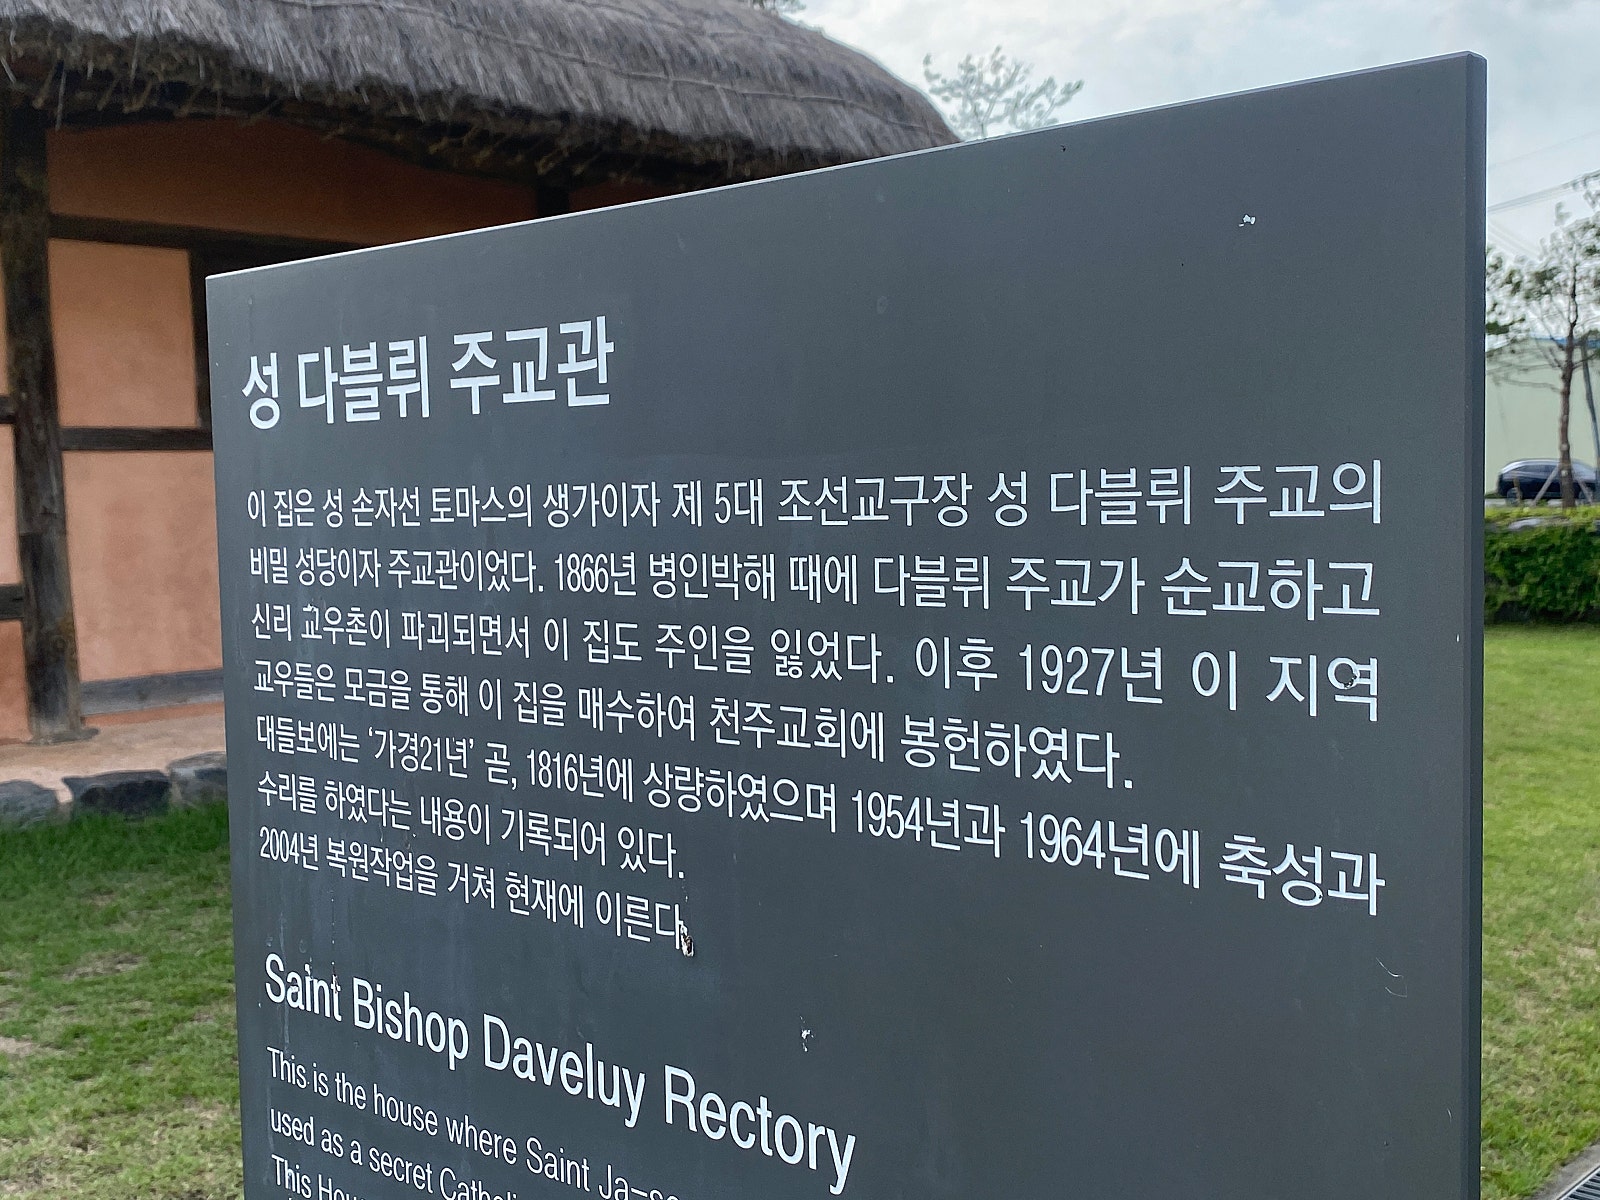 성 다블뤼 주교관
이 집은 성 손자선 토마스의 생가이자 제 5대 조선교구장 성 다블뤼 주교의
비밀 성당이자 주교관이었다. 1866년 병인박해 때에 다블뤼 주교가 순교하고
신리 교우촌이 파괴되면서 이 집도 주인을 잃었다. 이후 1927년 이 지역
교우들은 모금을 통해 이 집을 매수하여 천주교회에 봉헌하였다.
대들보에는 ‘가경21년’ 곧, 1816년에 상량하였으며 1954년과 1964년에 축성과
수리를 하였다는 내용이 기록되어 있다.
2004년 복원작업을 거쳐 현재에 이른다.
Saint Bishop Daveluy Rectory
This is the house where Saint Ja-s
used as a secret Catholi
This Hou